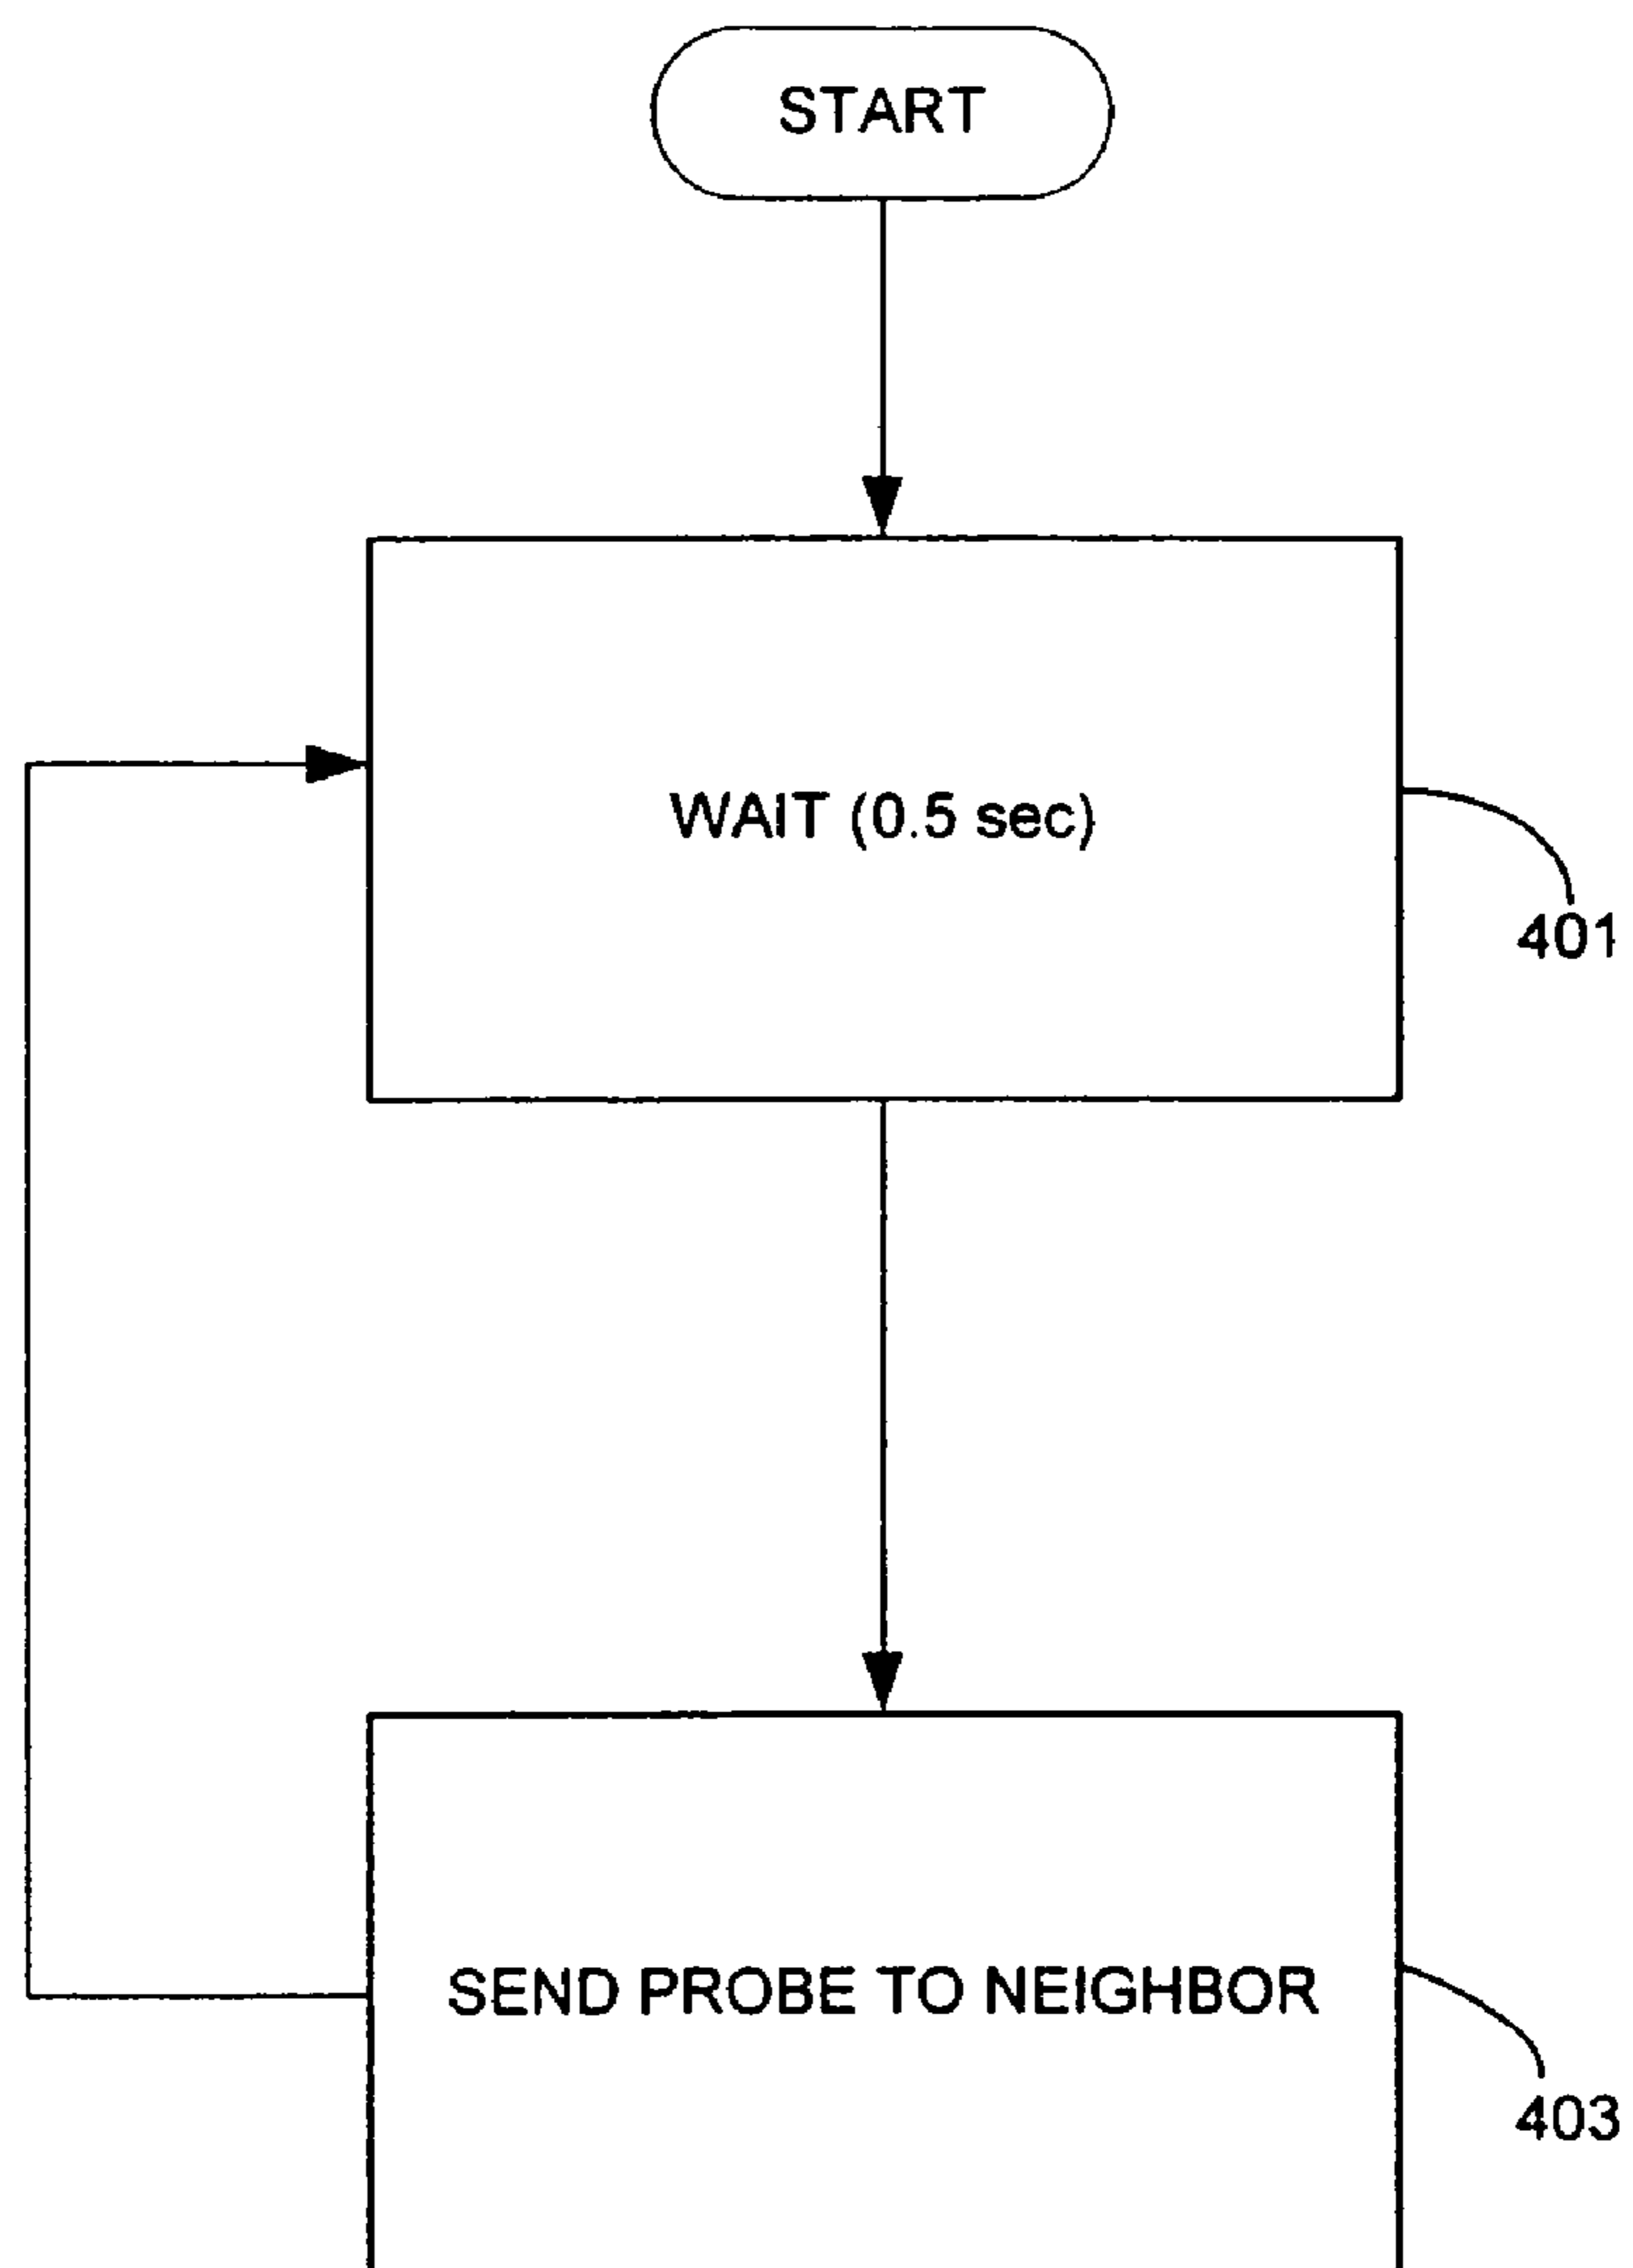 START
WAIT (0.5 sec)
401
SEND PROBE TO NEIGHBOR
403